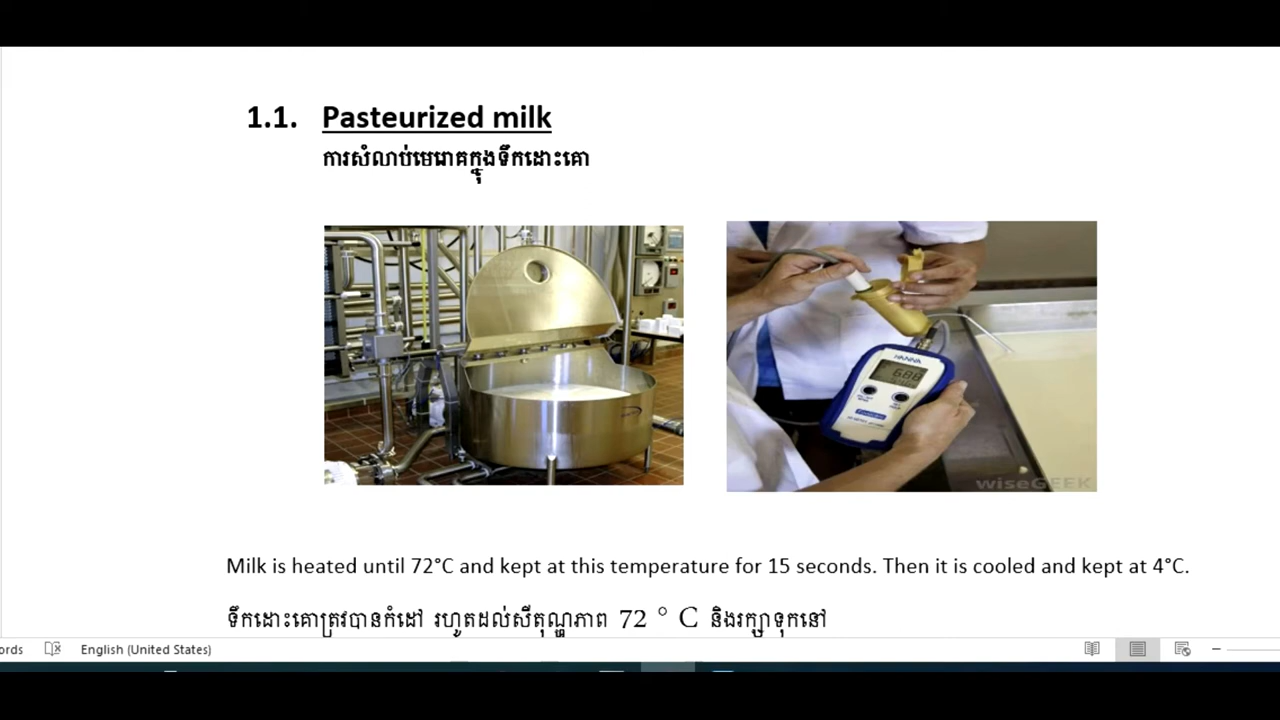 1.1. Pasteurized milk
ការសំលាប់មេរោគក្នុងទឹកដោះគោ
HANNA
wiseGEEK
Milk is heated until 72°C and kept at this temperature for 15 seconds. Then it is cooled and kept at 4°C.
ទឹកដោះគោត្រូវបានកំដៅ រហូតដល់សីតុណ្ហភាព 72 ° C និងរក្សាទុកនៅ
ords English (United States)